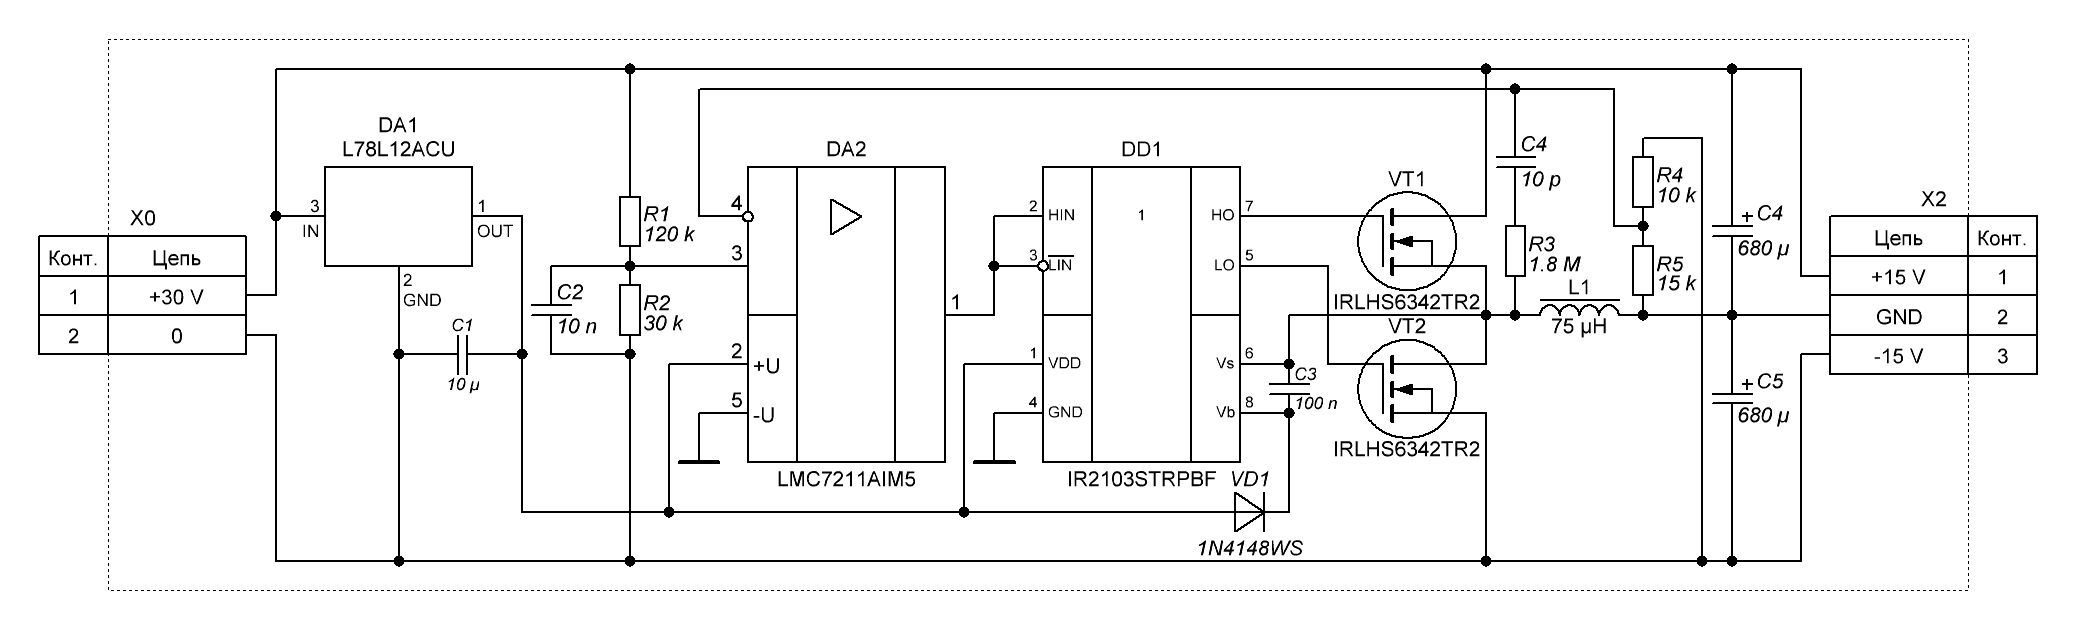 X0
Конт.
Цепь
1
+30 V
2
0
DA1
L78L12ACU
3
IN
1
OUT
2
GND
C1
10 µ
C2
10 n
R1
120 k
R2
30 k
DA2
4
3
2
+U
5
-U
1
LMC7211AIM5
DD1
2
HIN
3
LIN
1
VDD
4
GND
1
HO
7
LO
5
Vs
6
Vb
8
IR2103STRPBF
C3
100 n
VD1
1N4148WS
VT1
IRLHS6342TR2
VT2
IRLHS6342TR2
C4
10 p
R3
1.8 M
L1
75 µH
R4
10 k
R5
15 k
+ C4
680 µ
+ C5
680 µ
X2
Цепь
Конт.
+15 V
1
GND
2
-15 V
3